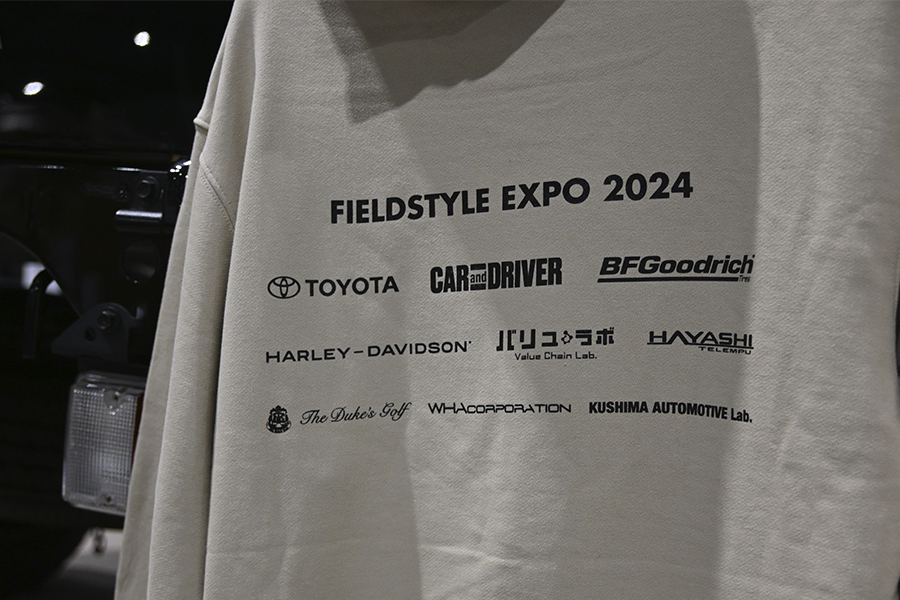 FIELDSTYLE EXPO 2024
TOYOTA CAR and DRIVER BFGoodrich
HARLEY-DAVIDSON バリュラボ HAYASHI
Value Chain Lab. TELEMPU
The Duke's Golf WHACORPORATION KUSHIMA AUTOMOTIVE Lab.